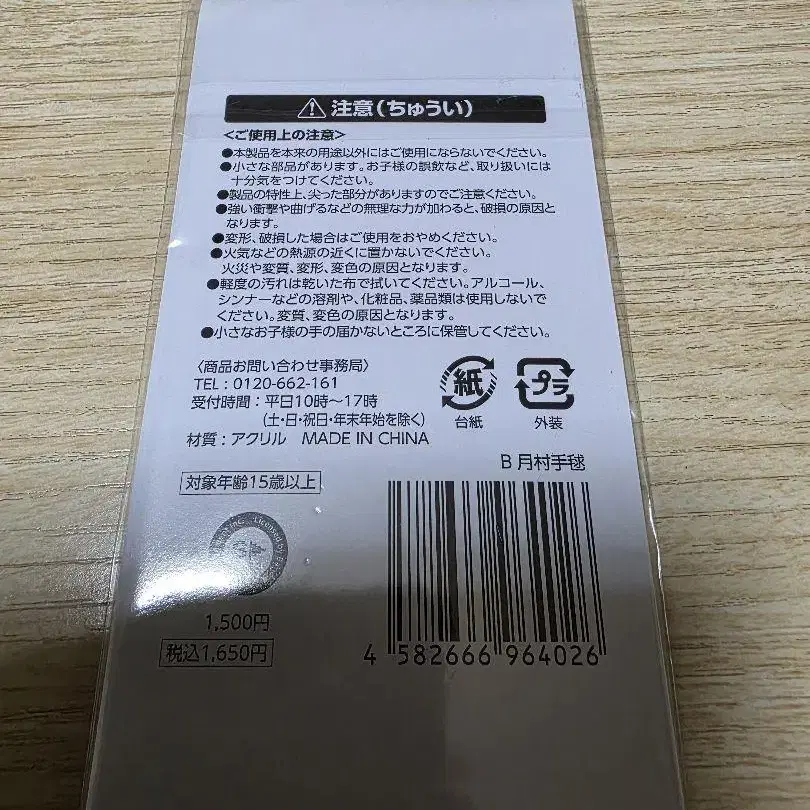 ⚠ 注意(ちゅうい)
<ご使用上の注意>
●本製品を本来の用途以外にはご使用にならないでください。
●小さな部品があります。お子様の誤飲など、取り扱いには
十分気をつけてください。
●製品の特性上、尖った部分がありますのでご注意ください。
●強い衝撃や曲げるなどの無理な力が加わると、破損の原因と
なります。
●変形、破損した場合はご使用をおやめください。
●火気などの熱源の近くに置かないでください。
火災や変質、変形、変色の原因となります。
●軽度の汚れは乾いた布で拭いてください。アルコール、
シンナーなどの溶剤や、化粧品、薬品類は使用しないで
ください。変質、変色の原因となります。
●小さなお子様の手の届かないところに保管してください。
〈商品お問い合わせ事務局〉
TEL:0120-662-161
受付時間:平日10時〜17時
(土・日・祝日・年末年始を除く)
材質:アクリル MADE IN CHINA
紙
台紙
プラ
外装
B 月村手毬
対象年齢15歳以上
Inc. Licensed by
1,500円
税込1,650円
4 582666 964026